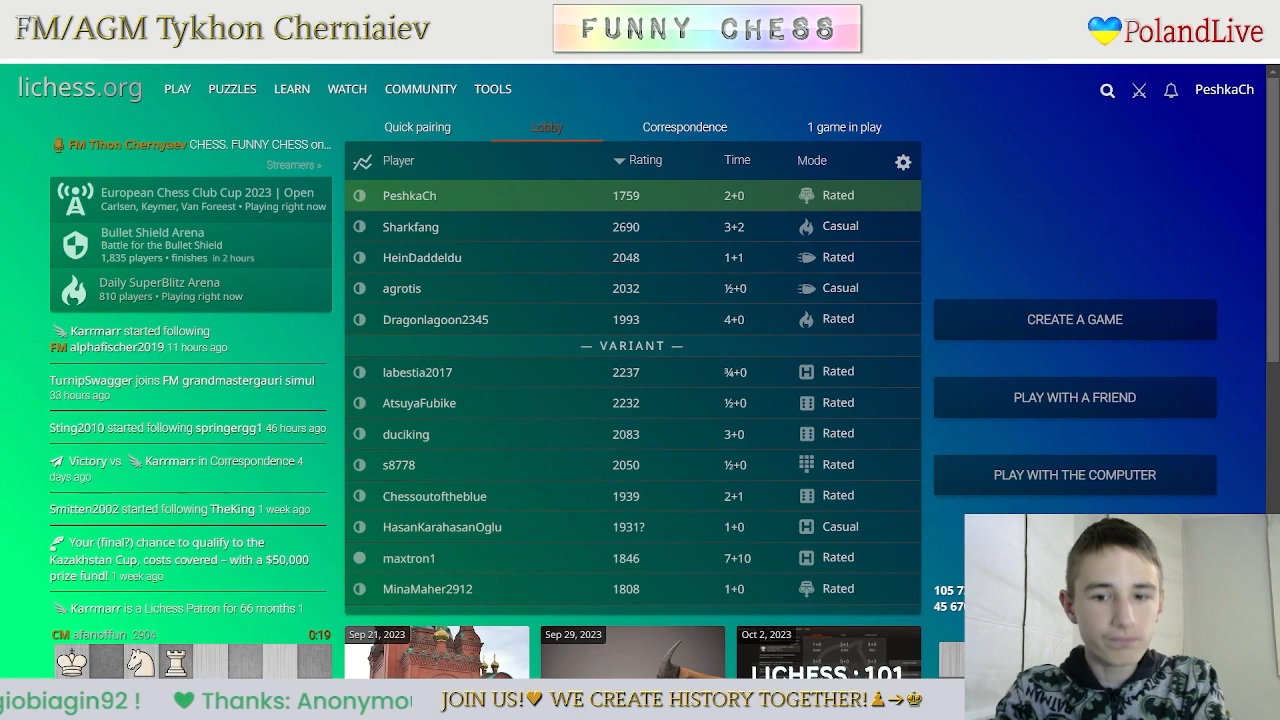 FM/AGM Tykhon Cherniaiev
FUNNY CHESS
PolandLive
lichess.org PLAY PUZZLES LEARN WATCH COMMUNITY TOOLS PeshkaCh
FM Tihon Chernyaev CHESS. FUNNY CHESS on...
Streamers »
European Chess Club Cup 2023 | Open
Carlsen, Keymer, Van Foreest • Playing right now
Bullet Shield Arena
Battle for the Bullet Shield
1,835 players • finishes in 2 hours
Daily SuperBlitz Arena
810 players • Playing right now
Karrmarr started following
FM alphafischer2019 11 hours ago
TurnipSwagger joins FM grandmastergauri simul
33 hours ago
Sting2010 started following springergg1 46 hours ago
Victory vs Karrmarr in Correspondence 4
days ago
Smitten2002 started following TheKing 1 week ago
Your (final?) chance to qualify to the
Kazakhstan Cup, costs covered – with a $50,000
prize fund! 1 week ago
Karrmarr is a Lichess Patron for 66 months 1
CM afanoffun 2904 0:19
Quick pairing Lobby Correspondence 1 game in play
Player Rating Time Mode
PeshkaCh 1759 2+0 Rated
Sharkfang 2690 3+2 Casual
HeinDaddeldu 2048 1+1 Rated
agrotis 2032 ½+0 Casual
Dragonlagoon2345 1993 4+0 Rated
— VARIANT —
labestia2017 2237 ¾+0 Rated
AtsuyaFubike 2232 ½+0 Rated
duciking 2083 3+0 Rated
s8778 2050 ½+0 Rated
Chessoutoftheblue 1939 2+1 Rated
HasanKarahasanOglu 1931? 1+0 Casual
maxtron1 1846 7+10 Rated
MinaMaher2912 1808 1+0 Rated
Sep 21, 2023 Sep 29, 2023 Oct 2, 2023
LICHESS : 101
CREATE A GAME
PLAY WITH A FRIEND
PLAY WITH THE COMPUTER
105 7
45 67
giobiagin92 ! Thanks: Anonymo
JOIN US! WE CREATE HISTORY TOGETHER!